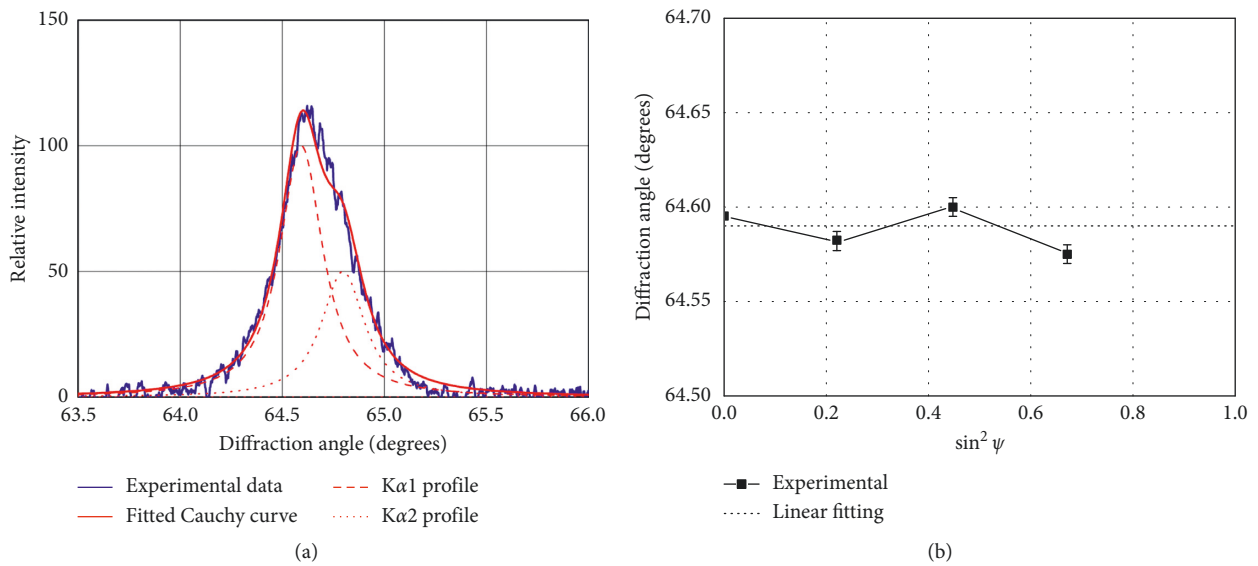 150
100
50
0
63.5 64.0 64.5 65.0 65.5 66.0
Relative intensity
Diffraction angle (degrees)
Experimental data
Fitted Cauchy curve
Kα1 profile
Kα2 profile
(a)
64.70
64.65
64.60
64.55
64.50
0.0 0.2 0.4 0.6 0.8 1.0
Diffraction angle (degrees)
sin² ψ
Experimental
Linear fitting
(b)